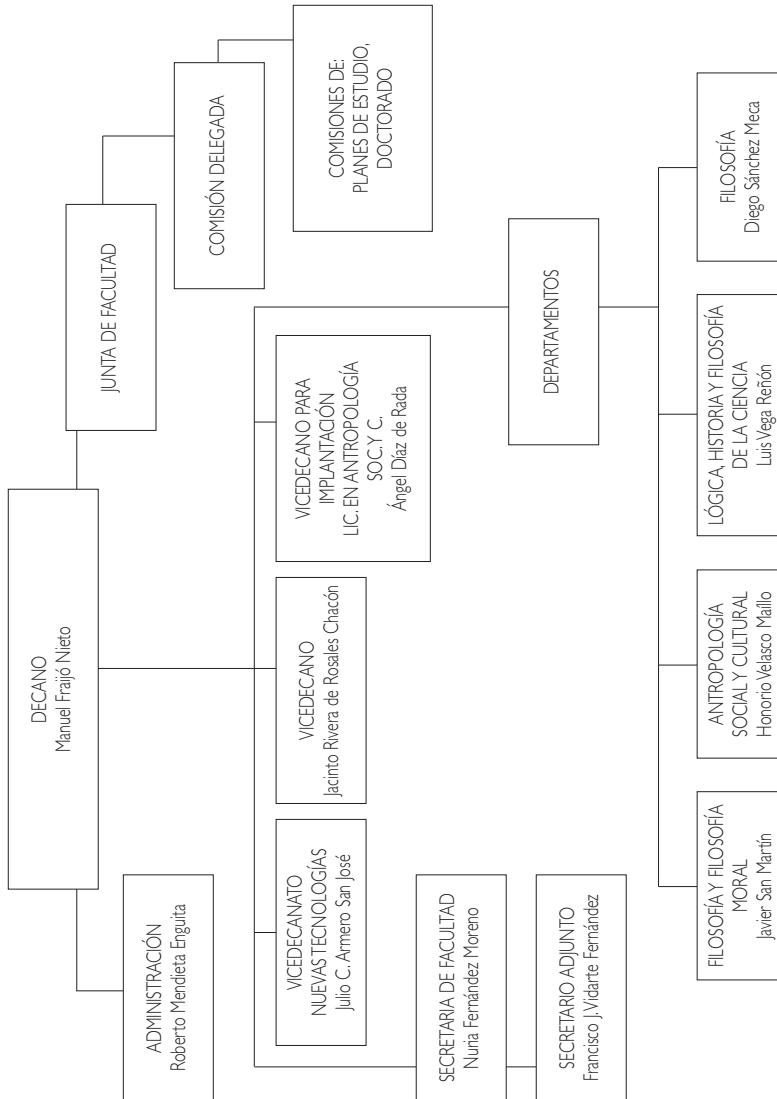 DECANO
Manuel Fraijó Nieto
ADMINISTRACIÓN
Roberto Mendieta Enguita
JUNTA DE FACULTAD
COMISIÓN DELEGADA
COMISIONES DE:
PLANES DE ESTUDIO,
DOCTORADO
VICEDECANATO
NUEVAS TECNOLOGÍAS
Julio C. Armero San José
VICEDECANO
Jacinto Rivera de Rosales Chacón
VICEDECANO PARA
IMPLANTACIÓN
LIC. EN ANTROPOLOGÍA
SOC. Y C.
Ángel Díaz de Rada
SECRETARIA DE FACULTAD
Nuria Fernández Moreno
SECRETARIO ADJUNTO
Francisco J. Vidarte Fernández
DEPARTAMENTOS
FILOSOFÍA Y FILOSOFÍA
MORAL
Javier San Martín
ANTROPOLOGÍA
SOCIAL Y CULTURAL
Honorio Velasco Maíllo
LÓGICA, HISTORIA Y FILOSOFÍA
DE LA CIENCIA
Luis Vega Reñón
FILOSOFÍA
Diego Sánchez Meca